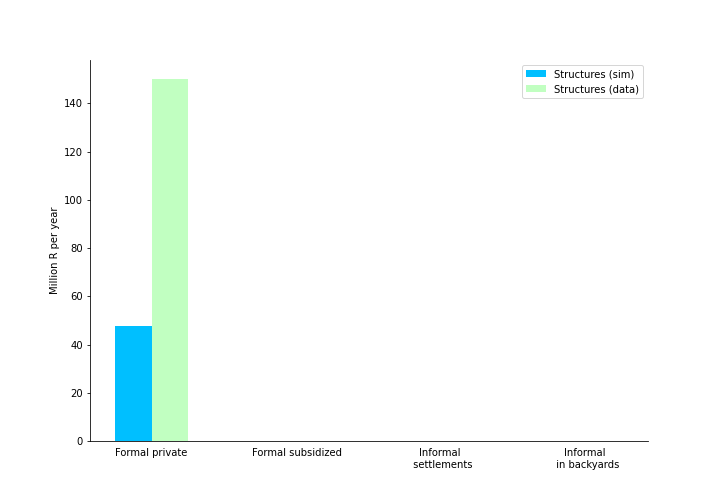 Structures (sim)
Structures (data)
Million R per year
140
120
100
80
60
40
20
0
Formal private
Formal subsidized
Informal
settlements
Informal
in backyards